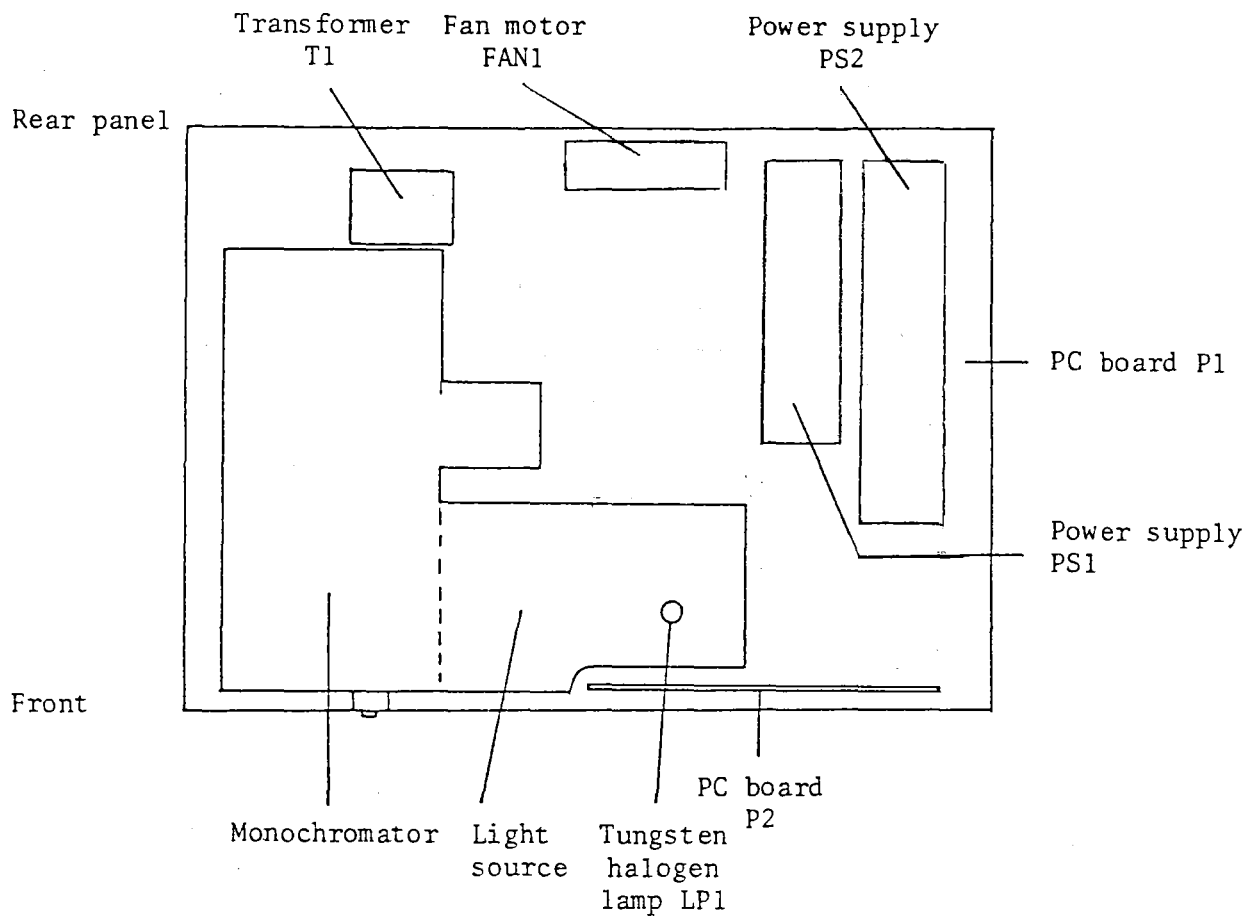 Transformer
T1
Fan motor
FAN1
Power supply
PS2
Rear panel
PC board P1
Power supply
PS1
Front
PC board
P2
Monochromator
Light
source
Tungsten
halogen
lamp LP1